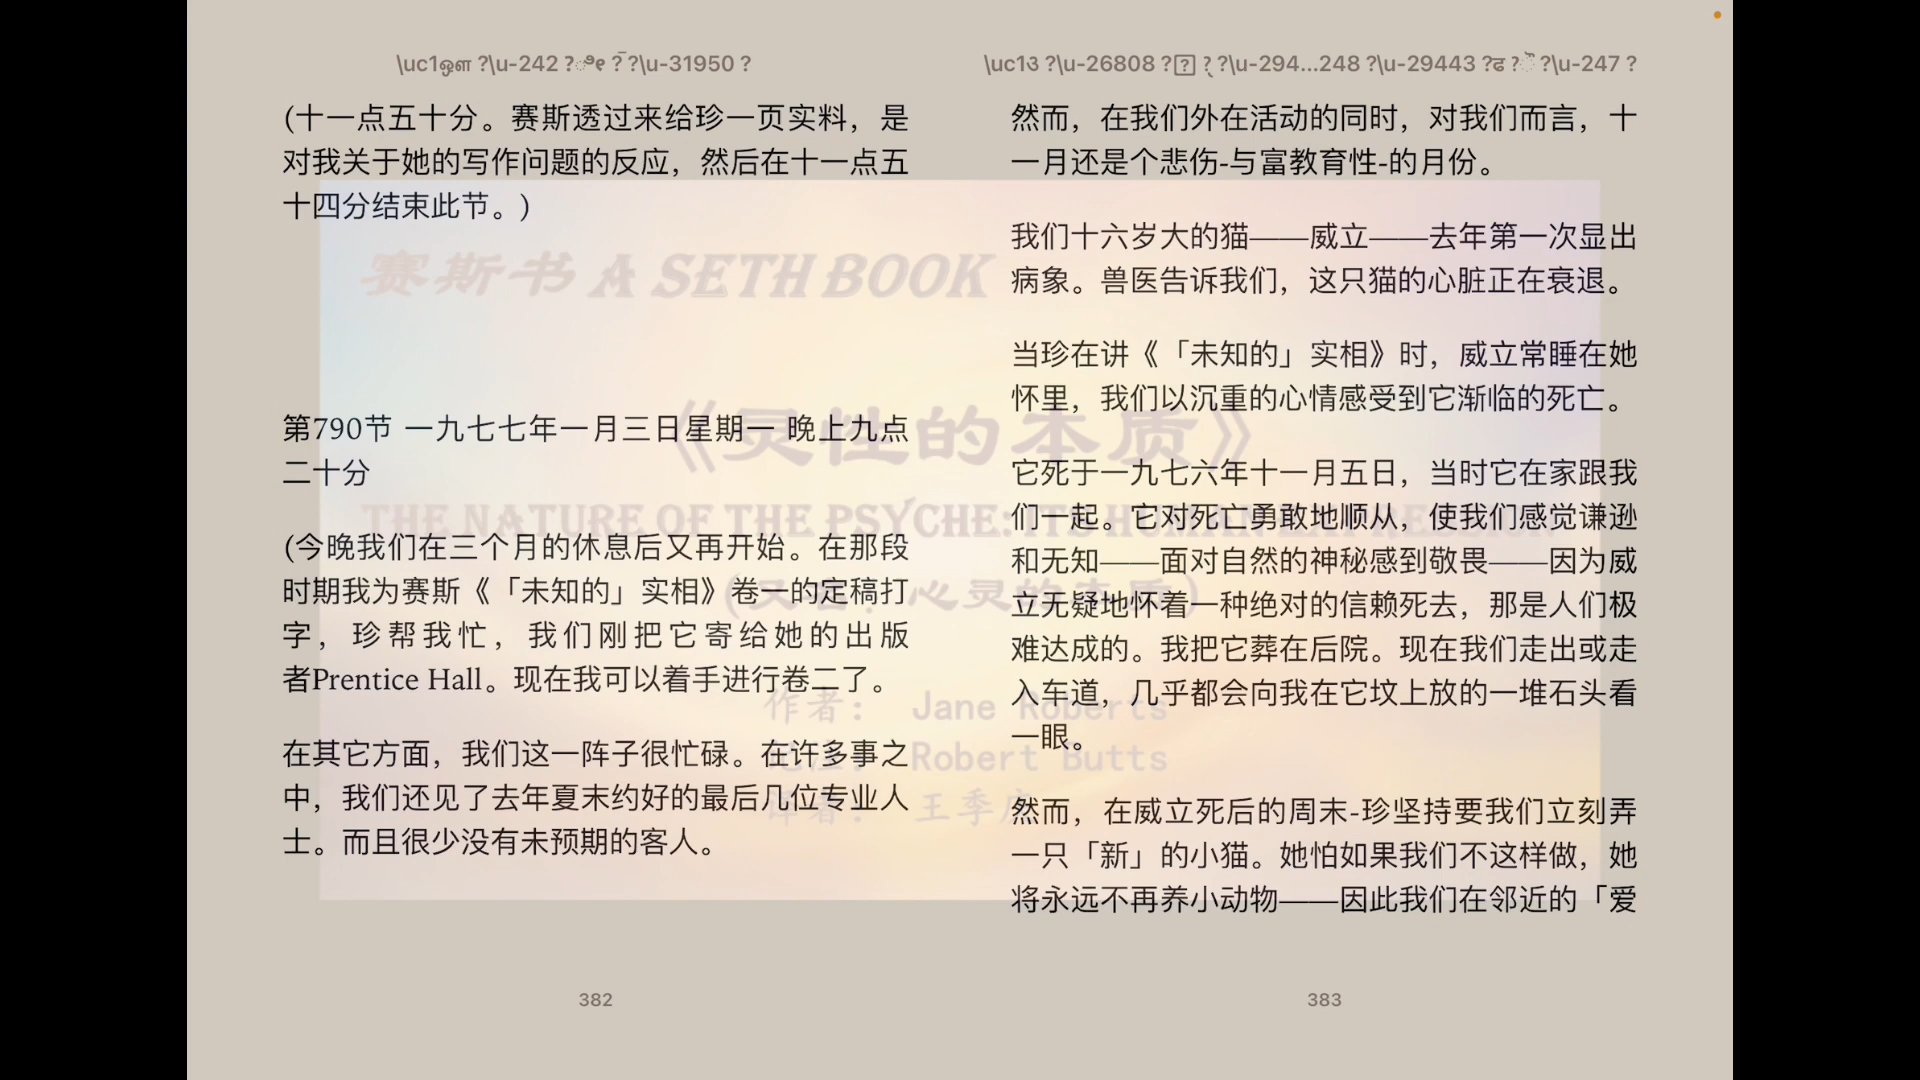 (十一点五十分。赛斯透过来给珍一页实料，是
对我关于她的写作问题的反应，然后在十一点五
十四分结束此节。)
第790节 一九七七年一月三日星期一 晚上九点
二十分
(今晚我们在三个月的休息后又再开始。在那段
时期我为赛斯《「未知的」实相》卷一的定稿打
字，珍帮我忙，我们刚把它寄给她的出版
者Prentice Hall。现在我可以着手进行卷二了。
在其它方面，我们这一阵子很忙碌。在许多事之
中，我们还见了去年夏末约好的最后几位专业人
士。而且很少没有未预期的客人。
382
然而，在我们外在活动的同时，对我们而言，十
一月还是个悲伤-与富教育性-的月份。
我们十六岁大的猫——威立——去年第一次显出
病象。兽医告诉我们，这只猫的心脏正在衰退。
当珍在讲《「未知的」实相》时，威立常睡在她
怀里，我们以沉重的心情感受到它渐临的死亡。
它死于一九七六年十一月五日，当时它在家跟我
们一起。它对死亡勇敢地顺从，使我们感觉谦逊
和无知——面对自然的神秘感到敬畏——因为威
立无疑地怀着一种绝对的信赖死去，那是人们极
难达成的。我把它葬在后院。现在我们走出或走
入车道，几乎都会向我在它坟上放的一堆石头看
一眼。
然而，在威立死后的周末-珍坚持要我们立刻弄
一只「新」的小猫。她怕如果我们不这样做，她
将永远不再养小动物——因此我们在邻近的「爱
383
赛斯书 A SETH BOOK
《灵性的本质》
THE NATURE OF THE PSYCHE: ITS HUMAN EXPRESSION
(又名：心灵的本质)
作者： Jane Roberts
记注： Robert Butts
译者： 王季庆